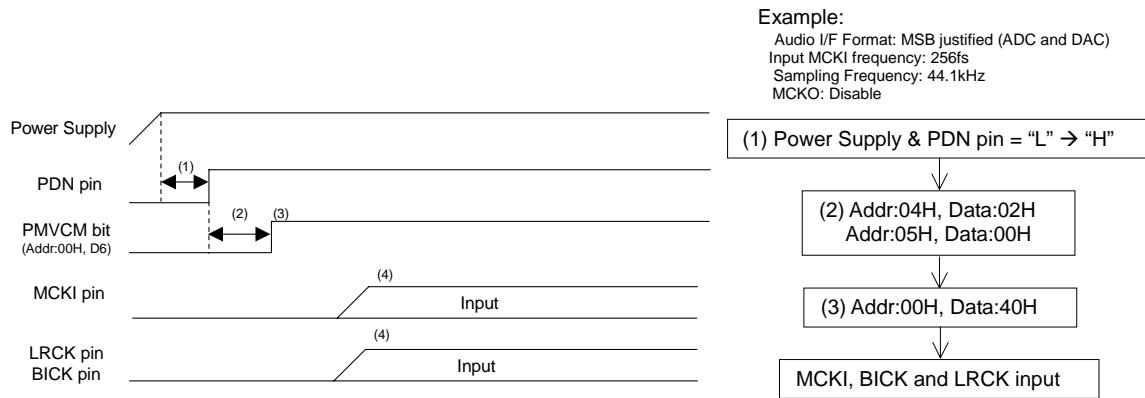 Example:
Audio I/F Format: MSB justified (ADC and DAC)
Input MCKI frequency: 256fs
Sampling Frequency: 44.1kHz
MCKO: Disable
Power Supply
(1)
PDN pin
(2)
(3)
PMVCM bit
(Addr:00H, D6)
(4)
MCKI pin
Input
(4)
LRCK pin
BICK pin
Input
(1) Power Supply & PDN pin = “L” → “H”
(2) Addr:04H, Data:02H
Addr:05H, Data:00H
(3) Addr:00H, Data:40H
MCKI, BICK and LRCK input